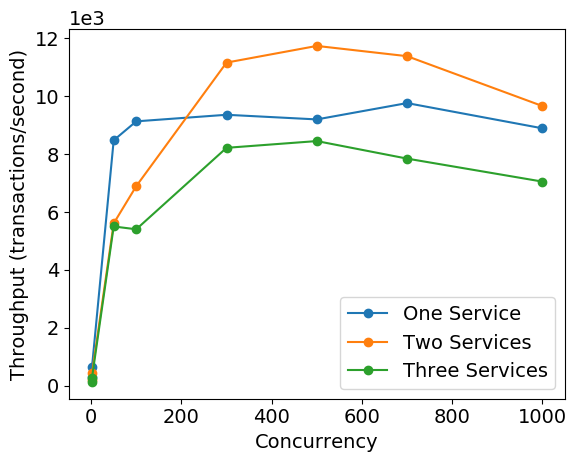 1e3
12
10
8
6
4
2
0
Throughput (transactions/second)
One Service
Two Services
Three Services
0 200 400 600 800 1000
Concurrency